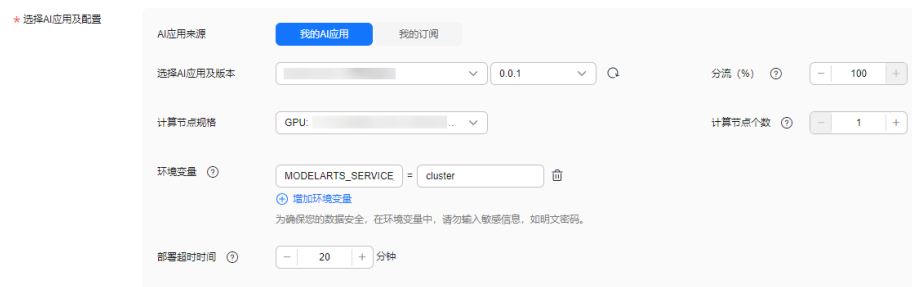 * 选择AI应用及配置
AI应用来源 我的AI应用 我的订阅
选择AI应用及版本 0.0.1 分流（%） ? - 100 +
计算节点规格 GPU: .. 计算节点个数 ? - 1 +
环境变量 ? MODELARTS_SERVICE = cluster
增加环境变量
为确保您的数据安全，在环境变量中，请勿输入敏感信息，如明文密码。
部署超时时间 ? - 20 + 分钟